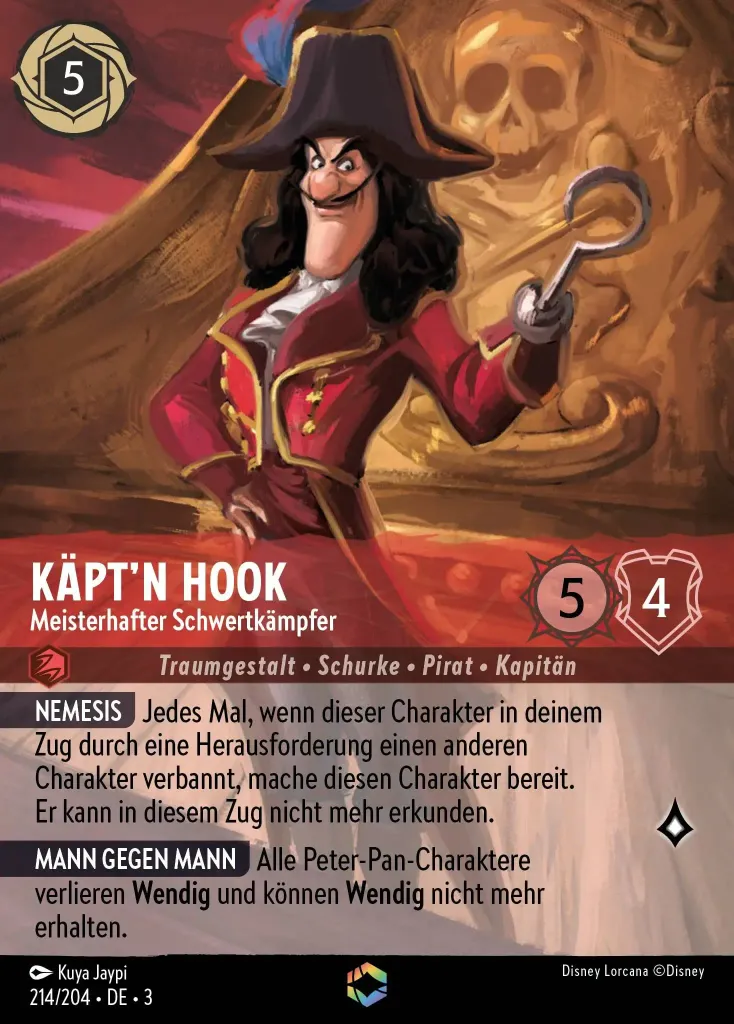 5
KÄPT’N HOOK
Meisterhafter Schwertkämpfer
5 4
Traumgestalt • Schurke • Pirat • Kapitän
NEMESIS Jedes Mal, wenn dieser Charakter in deinem
Zug durch eine Herausforderung einen anderen
Charakter verbannt, mache diesen Charakter bereit.
Er kann in diesem Zug nicht mehr erkunden.
MANN GEGEN MANN Alle Peter-Pan-Charaktere
verlieren Wendig und können Wendig nicht mehr
erhalten.
Kuya Jaypi
Disney Lorcana ©Disney
214/204 • DE • 3